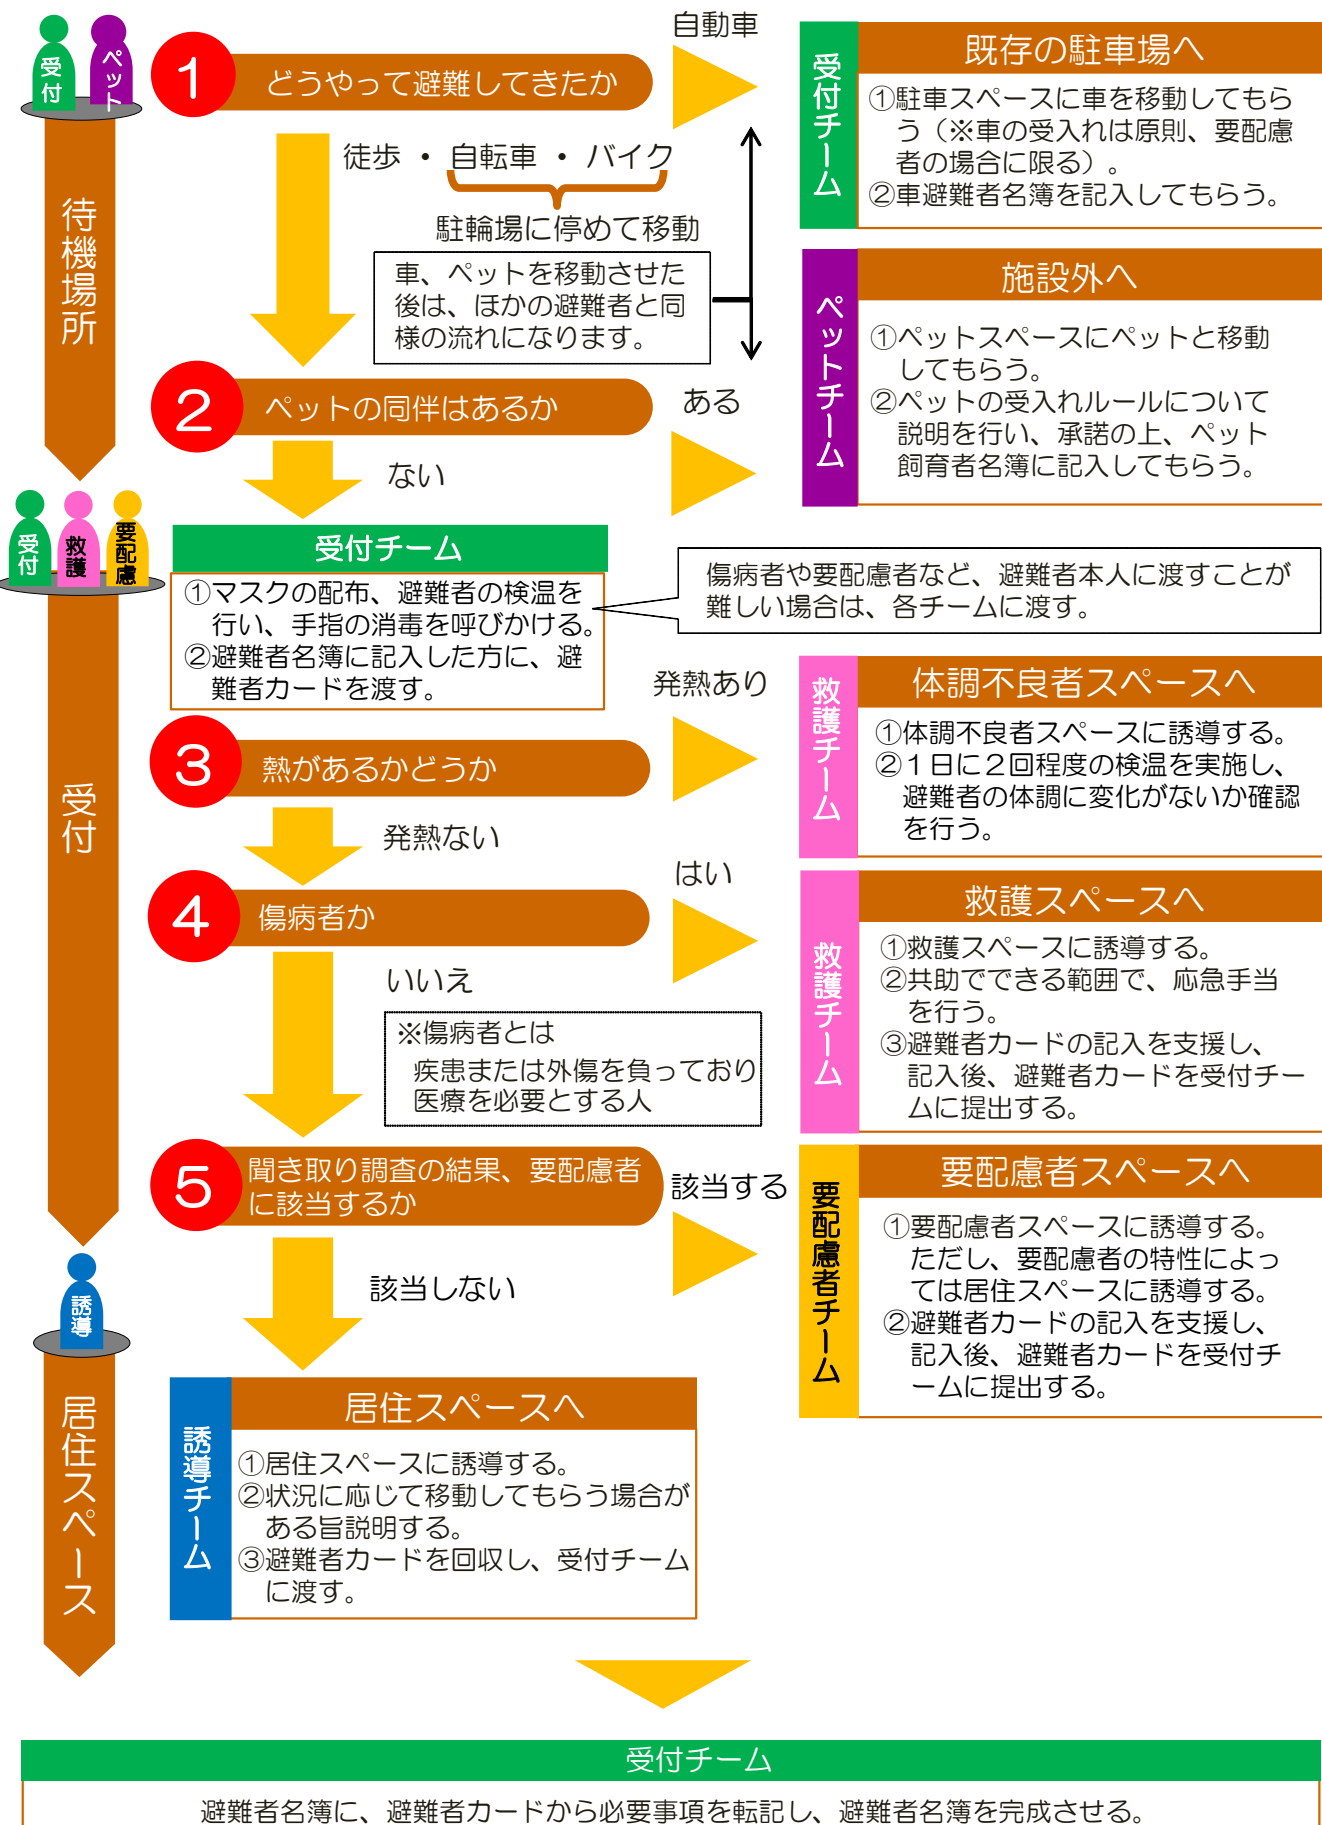 受付
ペット
待機場所
1
どうやって避難してきたか
自動車
徒歩 ・ 自転車 ・ バイク
駐輪場に停めて移動
車、ペットを移動させた
後は、ほかの避難者と同
様の流れになります。
受付チーム
既存の駐車場へ
①駐車スペースに車を移動してもら
う（※車の受入れは原則、要配慮
者の場合に限る）。
②車避難者名簿を記入してもらう。
2
ペットの同伴はあるか
ある
ない
ペットチーム
施設外へ
①ペットスペースにペットと移動
してもらう。
②ペットの受入れルールについて
説明を行い、承諾の上、ペット
飼育者名簿に記入してもらう。
受付
救護
要配慮
受付
受付チーム
①マスクの配布、避難者の検温を
行い、手指の消毒を呼びかける。
②避難者名簿に記入した方に、避
難者カードを渡す。
傷病者や要配慮者など、避難者本人に渡すことが
難しい場合は、各チームに渡す。
3
熱があるかどうか
発熱あり
発熱ない
救護チーム
体調不良者スペースへ
①体調不良者スペースに誘導する。
②１日に２回程度の検温を実施し、
避難者の体調に変化がないか確認
を行う。
4
傷病者か
はい
いいえ
※傷病者とは
疾患または外傷を負っており
医療を必要とする人
救護チーム
救護スペースへ
①救護スペースに誘導する。
②共助でできる範囲で、応急手当
を行う。
③避難者カードの記入を支援し、
記入後、避難者カードを受付チー
ムに提出する。
5
聞き取り調査の結果、要配慮者
に該当するか
該当する
該当しない
要配慮者チーム
要配慮者スペースへ
①要配慮者スペースに誘導する。
ただし、要配慮者の特性によっ
ては居住スペースに誘導する。
②避難者カードの記入を支援し、
記入後、避難者カードを受付チ
ームに提出する。
誘導
居住スペース
誘導チーム
居住スペースへ
①居住スペースに誘導する。
②状況に応じて移動してもらう場合が
ある旨説明する。
③避難者カードを回収し、受付チーム
に渡す。
受付チーム
避難者名簿に、避難者カードから必要事項を転記し、避難者名簿を完成させる。